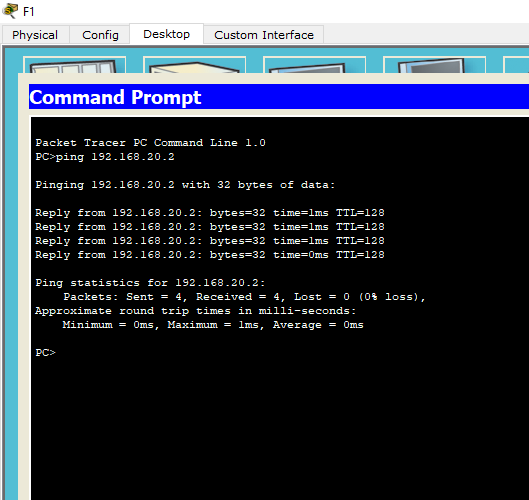 F1
Physical Config Desktop Custom Interface
Command Prompt
Packet Tracer PC Command Line 1.0
PC>ping 192.168.20.2
Pinging 192.168.20.2 with 32 bytes of data:
Reply from 192.168.20.2: bytes=32 time=1ms TTL=128
Reply from 192.168.20.2: bytes=32 time=1ms TTL=128
Reply from 192.168.20.2: bytes=32 time=1ms TTL=128
Reply from 192.168.20.2: bytes=32 time=0ms TTL=128
Ping statistics for 192.168.20.2:
Packets: Sent = 4, Received = 4, Lost = 0 (0% loss),
Approximate round trip times in milli-seconds:
Minimum = 0ms, Maximum = 1ms, Average = 0ms
PC>